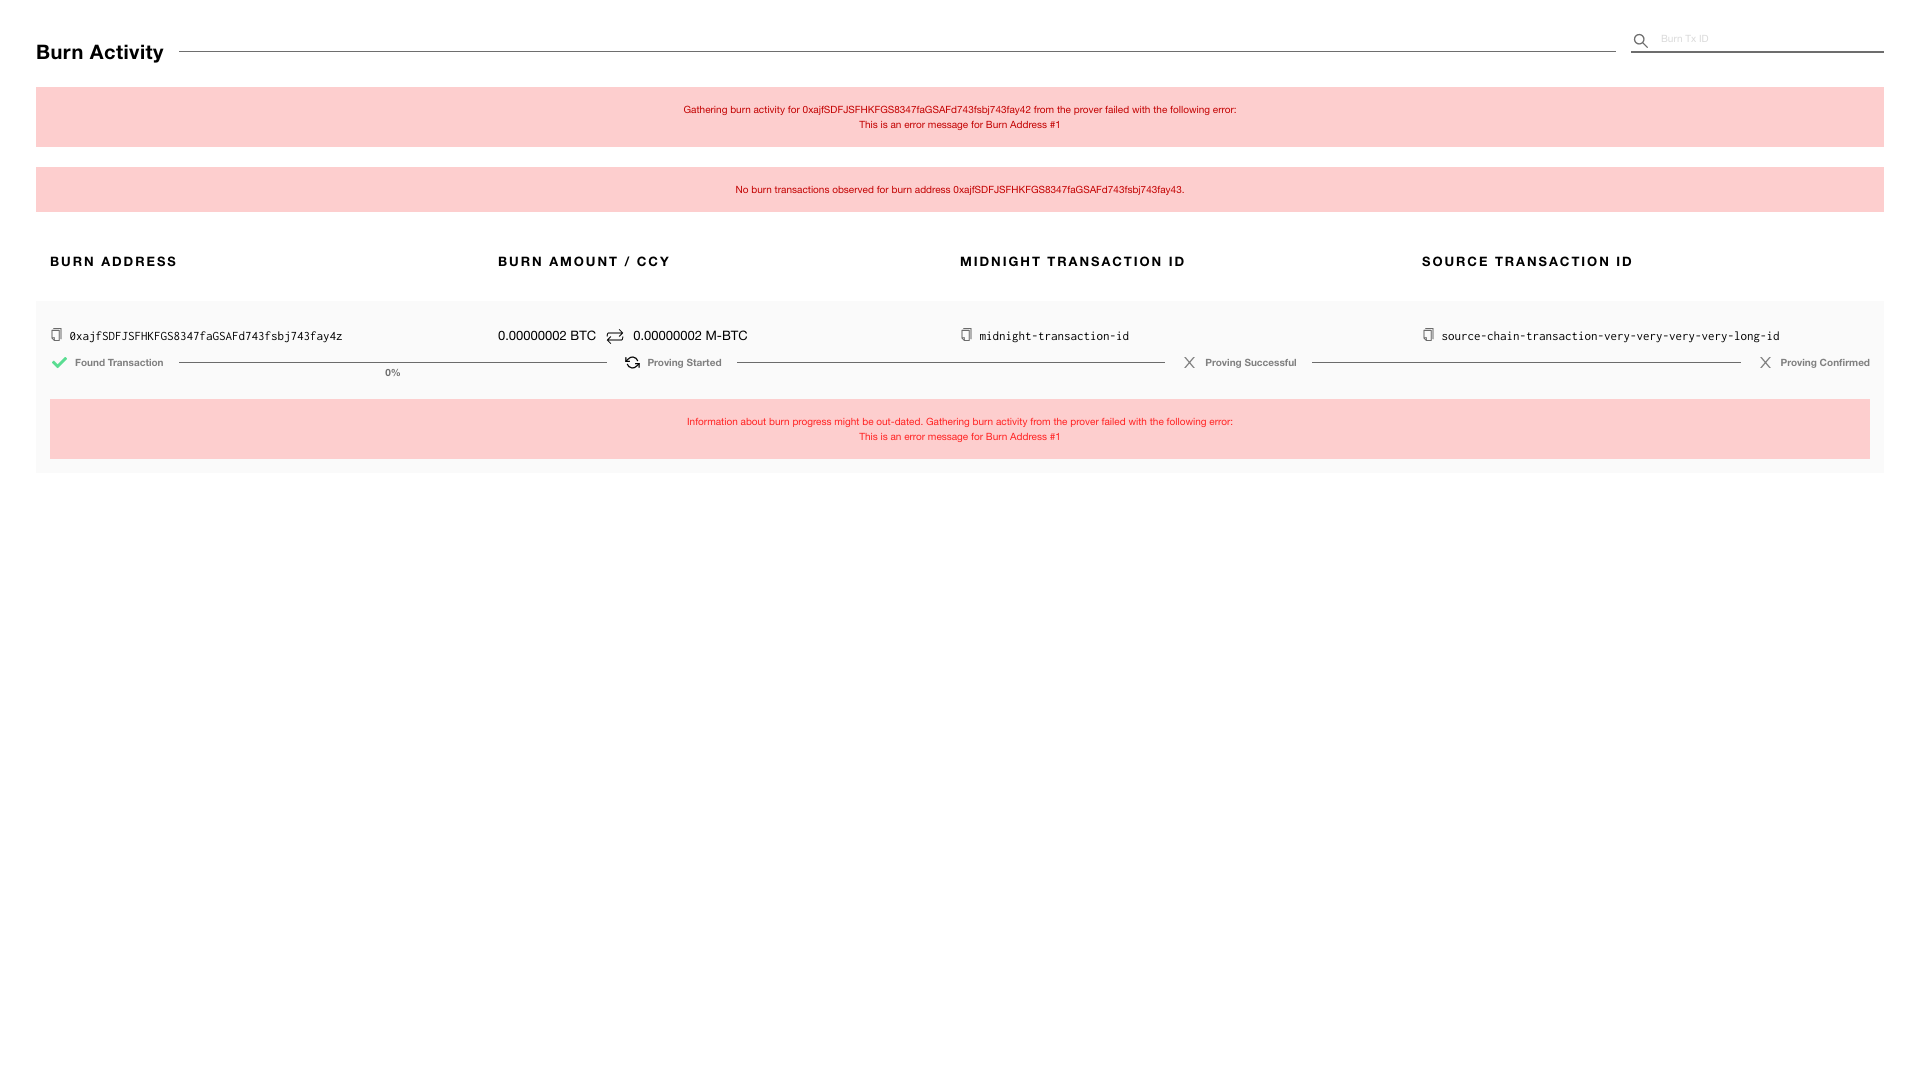 Burn Activity
Burn Tx ID
Gathering burn activity for 0xajfSDFJSFHKFGS8347faGSAFd743fsbj743fay42 from the prover failed with the following error:
This is an error message for Burn Address #1
No burn transactions observed for burn address 0xajfSDFJSFHKFGS8347faGSAFd743fsbj743fay43.
BURN ADDRESS BURN AMOUNT / CCY MIDNIGHT TRANSACTION ID SOURCE TRANSACTION ID
0xajfSDFJSFHKFGS8347faGSAFd743fsbj743fay4z 0.00000002 BTC 0.00000002 M-BTC midnight-transaction-id source-chain-transaction-very-very-very-very-long-id
Found Transaction Proving Started Proving Successful Proving Confirmed
0%
Information about burn progress might be out-dated. Gathering burn activity from the prover failed with the following error:
This is an error message for Burn Address #1